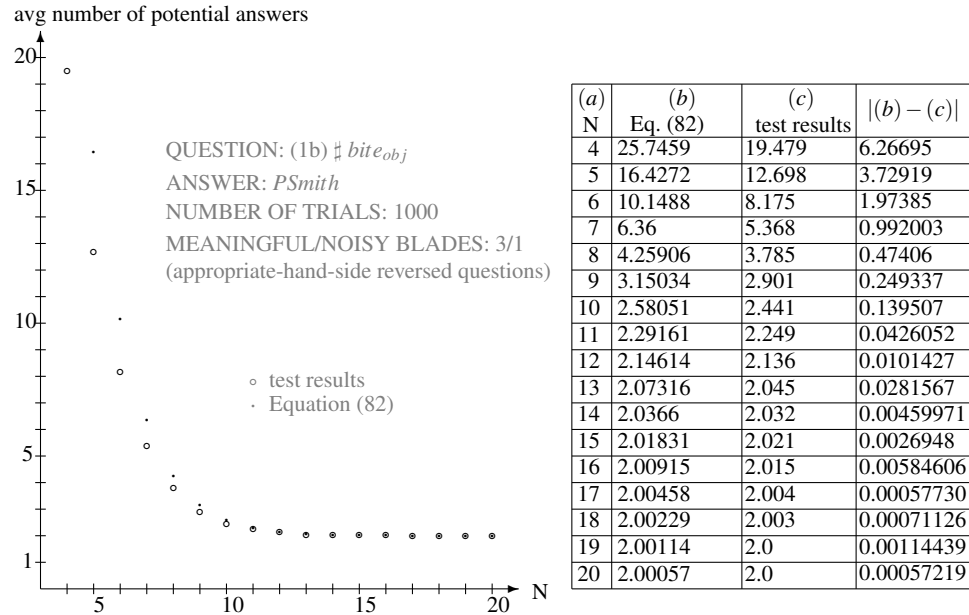 avg number of potential answers
20
15
10
5
1
5
10
15
20
N
QUESTION: (1b) ♯ bite_obj
ANSWER: PSmith
NUMBER OF TRIALS: 1000
MEANINGFUL/NOISY BLADES: 3/1
(appropriate-hand-side reversed questions)
∘ test results
· Equation (82)
(a) (b) (c) |(b) − (c)|
N Eq. (82) test results
4 25.7459 19.479 6.26695
5 16.4272 12.698 3.72919
6 10.1488 8.175 1.97385
7 6.36 5.368 0.992003
8 4.25906 3.785 0.47406
9 3.15034 2.901 0.249337
10 2.58051 2.441 0.139507
11 2.29161 2.249 0.0426052
12 2.14614 2.136 0.0101427
13 2.07316 2.045 0.0281567
14 2.0366 2.032 0.00459971
15 2.01831 2.021 0.0026948
16 2.00915 2.015 0.00584606
17 2.00458 2.004 0.00057730
18 2.00229 2.003 0.00071126
19 2.00114 2.0 0.00114439
20 2.00057 2.0 0.00057219